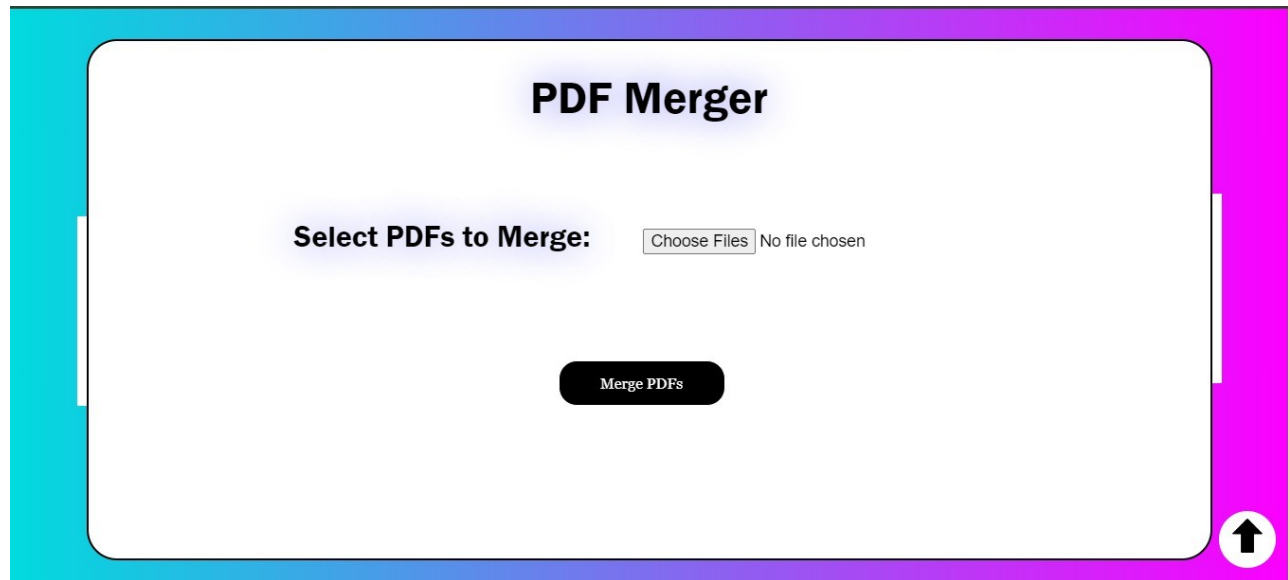 PDF Merger
Select PDFs to Merge:
Choose Files No file chosen
Merge PDFs